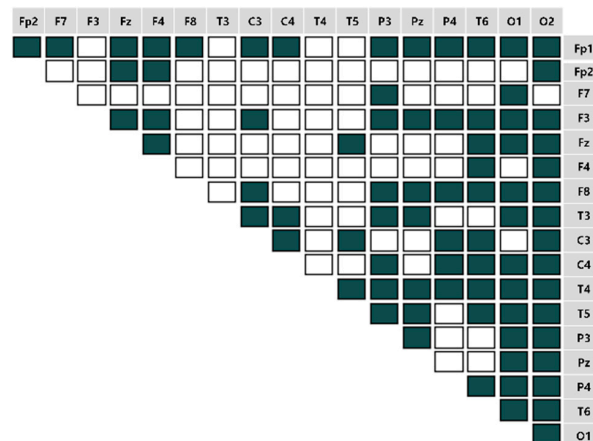 Fp2 F7 F3 Fz F4 F8 T3 C3 C4 T4 T5 P3 Pz P4 T6 O1 O2
Fp1
Fp2
F7
F3
Fz
F4
F8
T3
C3
C4
T4
T5
P3
Pz
P4
T6
O1